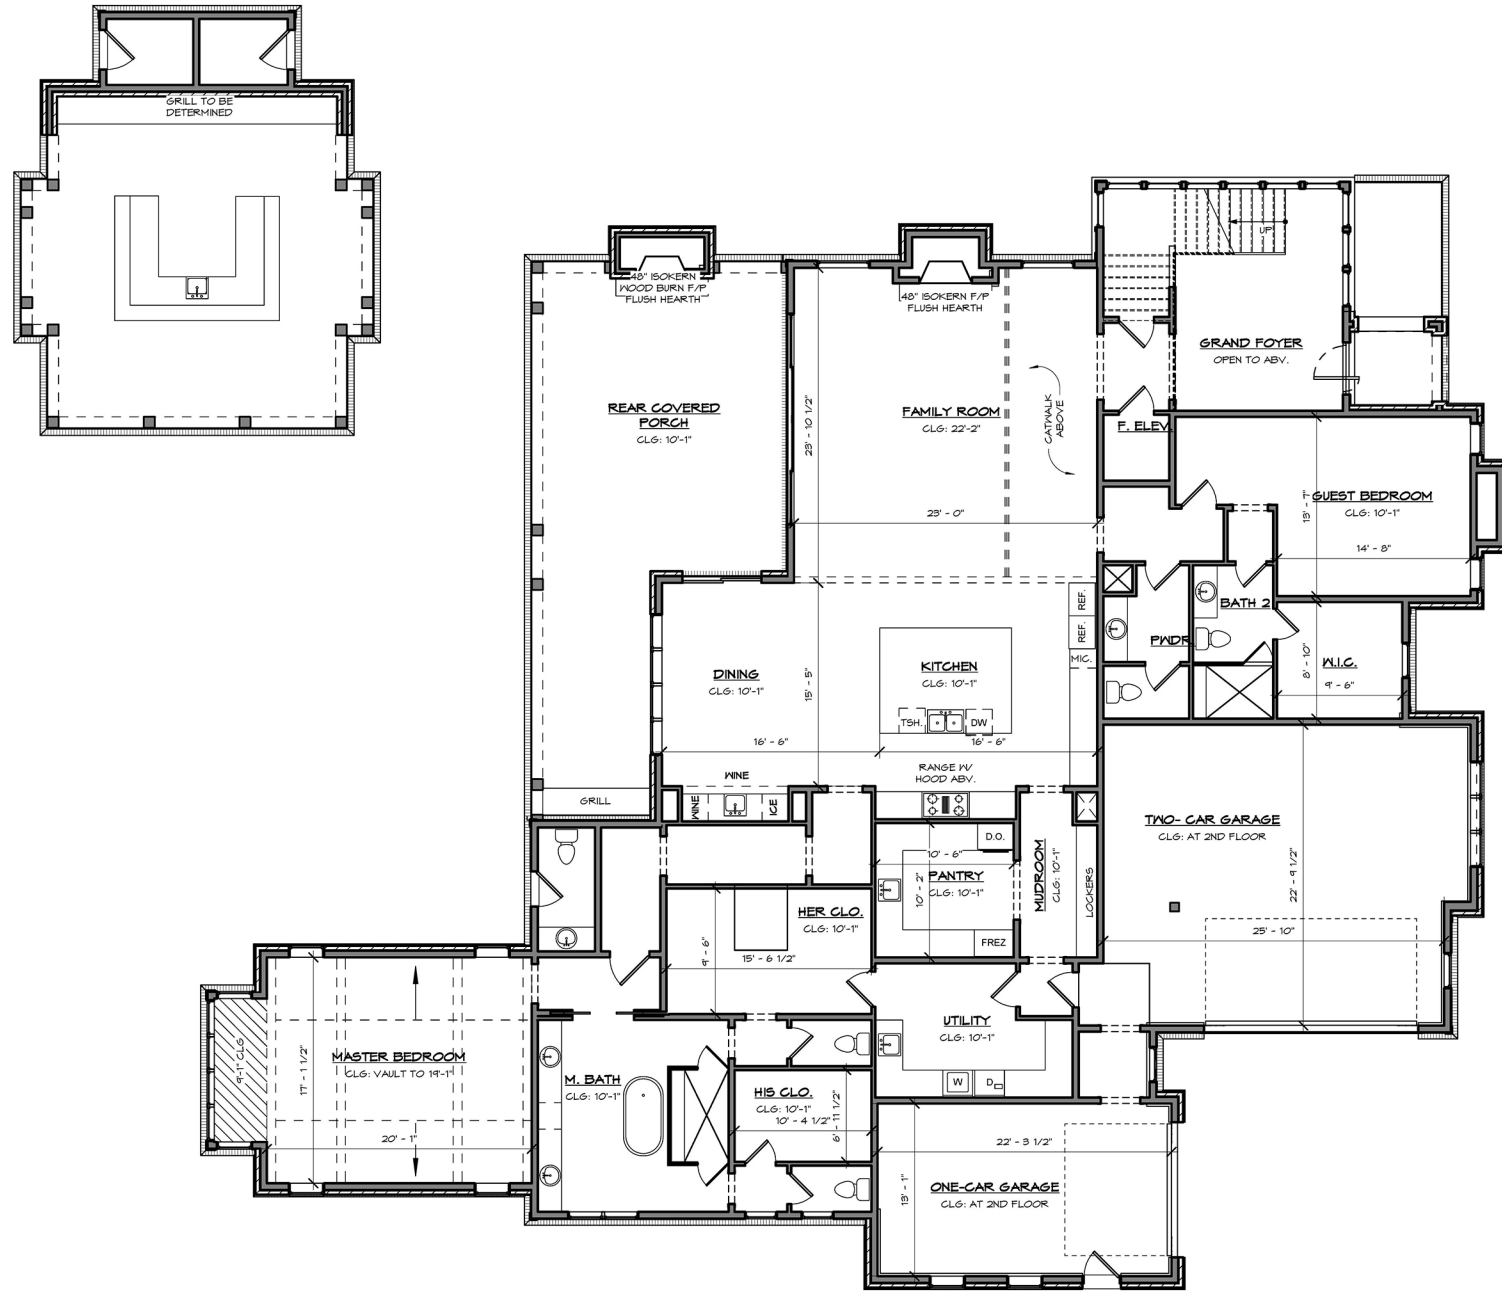 GRILL TO BE
DETERMINED
UP
48" ISOKERN
WOOD BURN F/P
FLUSH HEARTH
48" ISOKERN F/P
FLUSH HEARTH
GRAND FOYER
OPEN TO ABV.
REAR COVERED
PORCH
CLG: 10'-1"
23' - 10 1/2"
FAMILY ROOM
CLG: 22'-2"
CATWALK
ABOVE
F. ELEV.
13' - 7"
GUEST BEDROOM
CLG: 10'-1"
23' - 0"
14' - 8"
REF.
REF.
MIC.
BATH 2
PWDR.
8' - 10"
W.I.C.
9' - 6"
DINING
CLG: 10'-1"
15' - 5"
KITCHEN
CLG: 10'-1"
TSH.
DW
16' - 6"
16' - 6"
RANGE W/
HOOD ABV.
WINE
WINE
ICE
GRILL
TWO- CAR GARAGE
CLG: AT 2ND FLOOR
22' - 9 1/2"
25' - 10"
D.O.
10' - 6"
10' - 2"
PANTRY
CLG: 10'-1"
FREZ
MUDROOM
CLG: 10'-1"
LOCKERS
HER CLO.
CLG: 10'-1"
9' - 6"
15' - 6 1/2"
UTILITY
CLG: 10'-1"
W
D
9'-1" CLG
17' - 1 1/2"
MASTER BEDROOM
CLG: VAULT TO 19'-1"
20' - 1"
M. BATH
CLG: 10'-1"
HIS CLO.
CLG: 10'-1"
10' - 4 1/2"
6' - 11 1/2"
22' - 3 1/2"
13' - 1"
ONE-CAR GARAGE
CLG: AT 2ND FLOOR